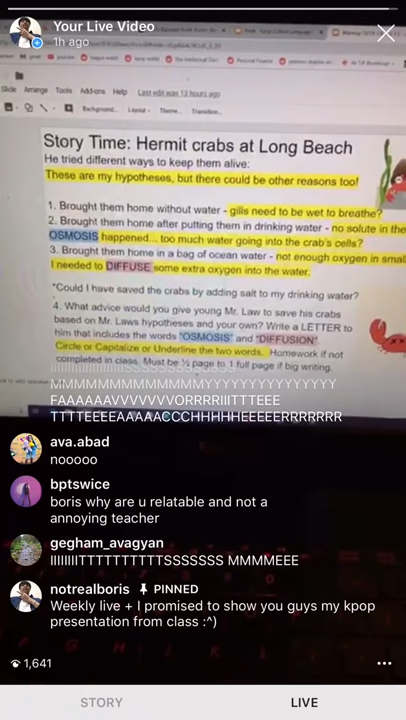 Your Live Video
1h ago
Slide Arrange Tools Add-ons Help Last edit was 13 hours ago
Background... Layout Theme... Transition...
Story Time: Hermit crabs at Long Beach
He tried different ways to keep them alive:
These are my hypotheses, but there could be other reasons too!
1. Brought them home without water - gills need to be wet to breathe?
2. Brought them home after putting them in drinking water - no solute in the
OSMOSIS happened... too much water going into the crab's cells?
3. Brought them home in a bag of ocean water - not enough oxygen in small
I needed to DIFFUSE some extra oxygen into the water.
*Could I have saved the crabs by adding salt to my drinking water?
4. What advice would you give young Mr. Law to save his crabs
based on Mr. Laws hypotheses and your own? Write a LETTER to
him that includes the words "OSMOSIS" and "DIFFUSION".
Circle or Capitalize or Underline the two words. Homework if not
completed in class. Must be ½ page to 1 full page if big writing.
ava.abad
nooooo
bptswice
boris why are u relatable and not a
annoying teacher
gegham_avagyan
notrealboris PINNED
Weekly live + I promised to show you guys my kpop
presentation from class :^)
1,641
STORY LIVE